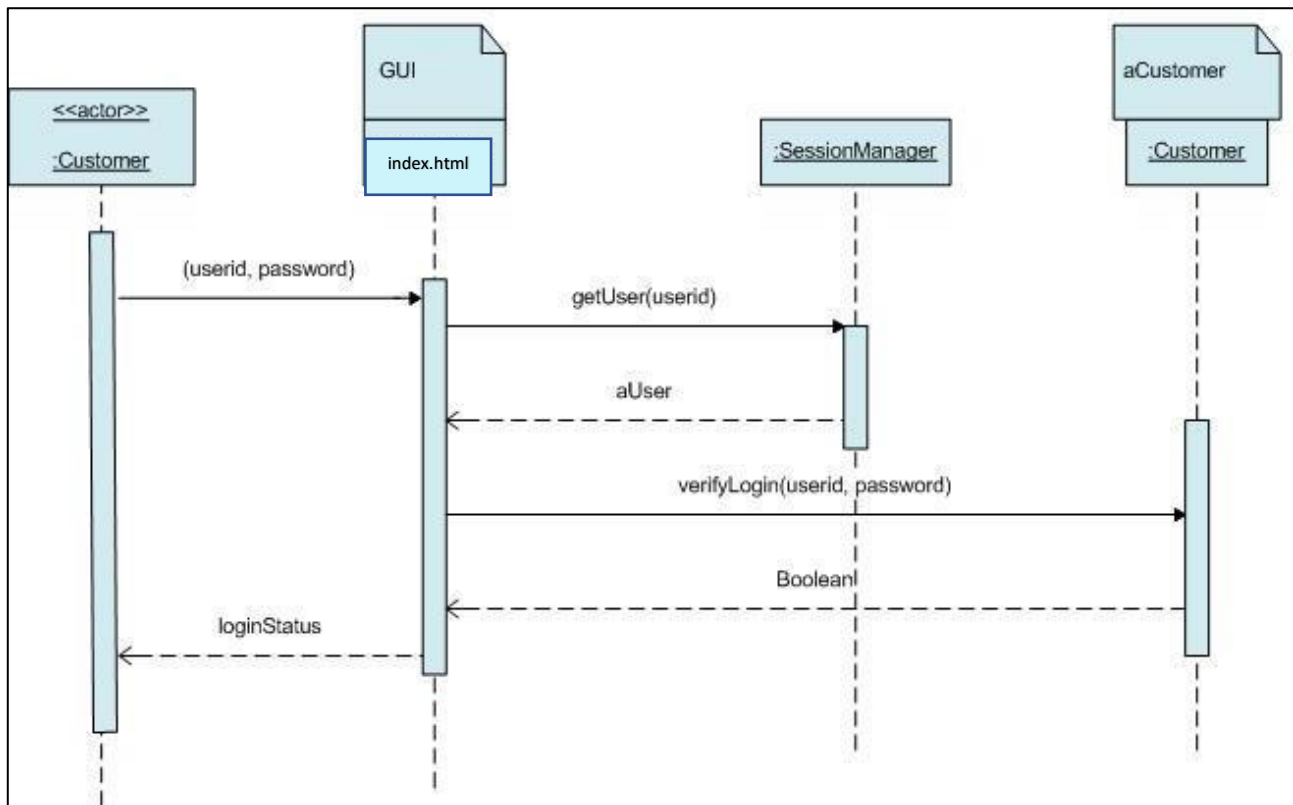 GUI
aCustomer
<<actor>>
:Customer
index.html
:SessionManager
:Customer
(userid, password)
getUser(userid)
aUser
verifyLogin(userid, password)
Boolean
loginStatus